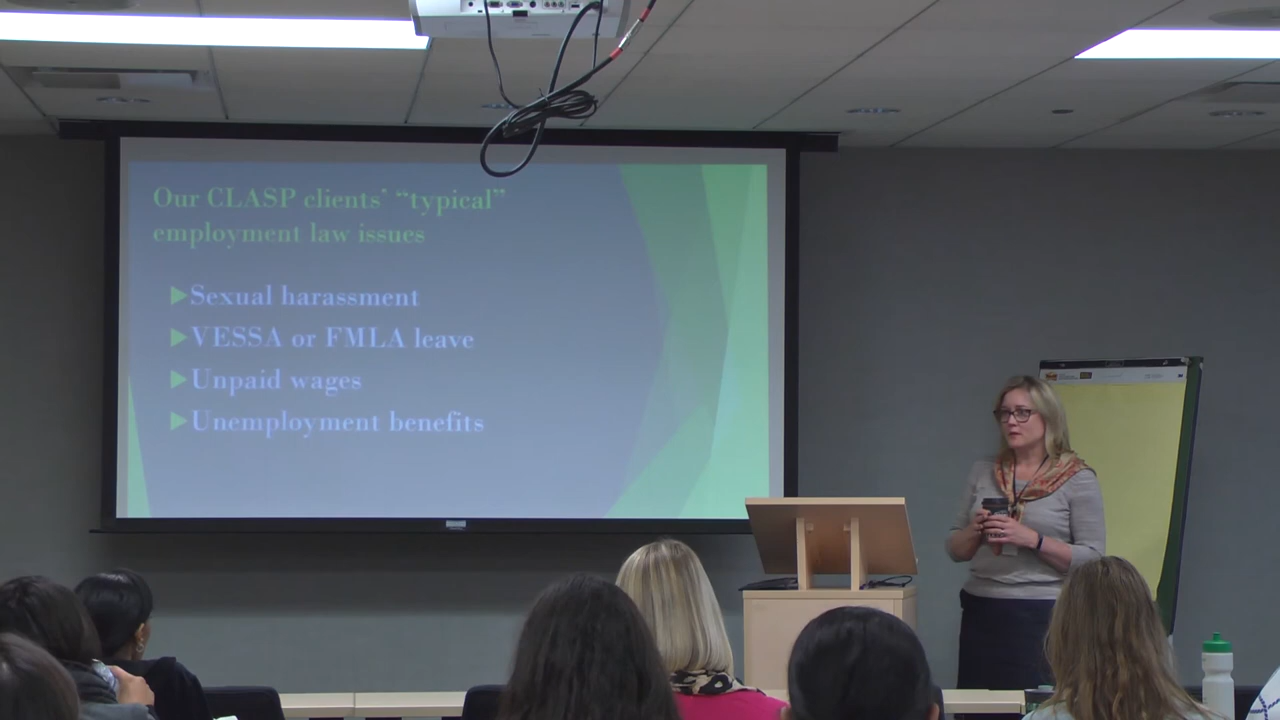 Our CLASP clients’ “typical”
employment law issues
Sexual harassment
VESSA or FMLA leave
Unpaid wages
Unemployment benefits